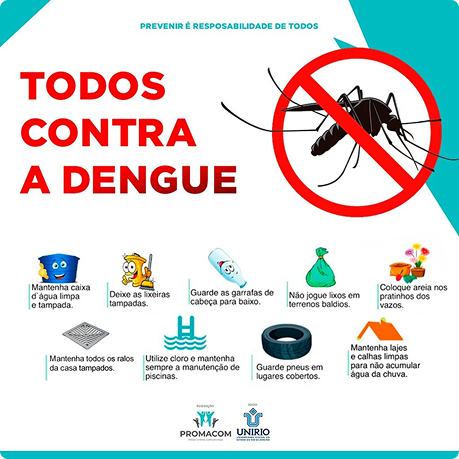 PREVENIR É RESPOSABILIDADE DE TODOS
TODOS
CONTRA
A DENGUE
Mantenha caixa
d`água limpa
e tampada.
Deixe as lixeiras
tampadas.
Guarde as garrafas de
cabeça para baixo.
Não jogue lixos em
terrenos baldios.
Coloque areia nos
pratinhos dos
vazos.
Mantenha todos os ralos
da casa tampados.
Utilize cloro e mantenha
sempre a manutenção de
piscinas.
Guarde pneus em
lugares cobertos.
Mantenha lajes
e calhas limpas
para não acumular
água da chuva.
PROMACOM
UNIRIO